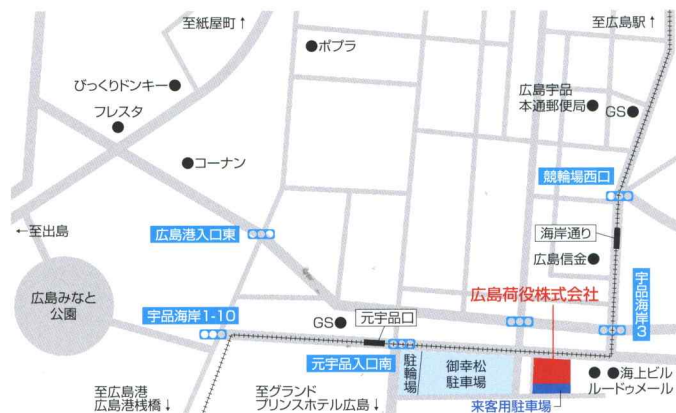 至紙屋町↑
至広島駅↑
ポプラ
びっくりドンキー
フレスタ
広島宇品
本通郵便局
GS
コーナン
競輪場西口
←至出島
広島港入口東
海岸通り
広島信金
広島みなと
公園
宇品海岸1-10
GS
元宇品口
広島荷役株式会社
宇品海岸3
元宇品入口南
駐輪場
御幸松
駐車場
海上ビル
ルードゥメール
至広島港
広島港桟橋↓
至グランド
プリンスホテル広島↓
来客用駐車場